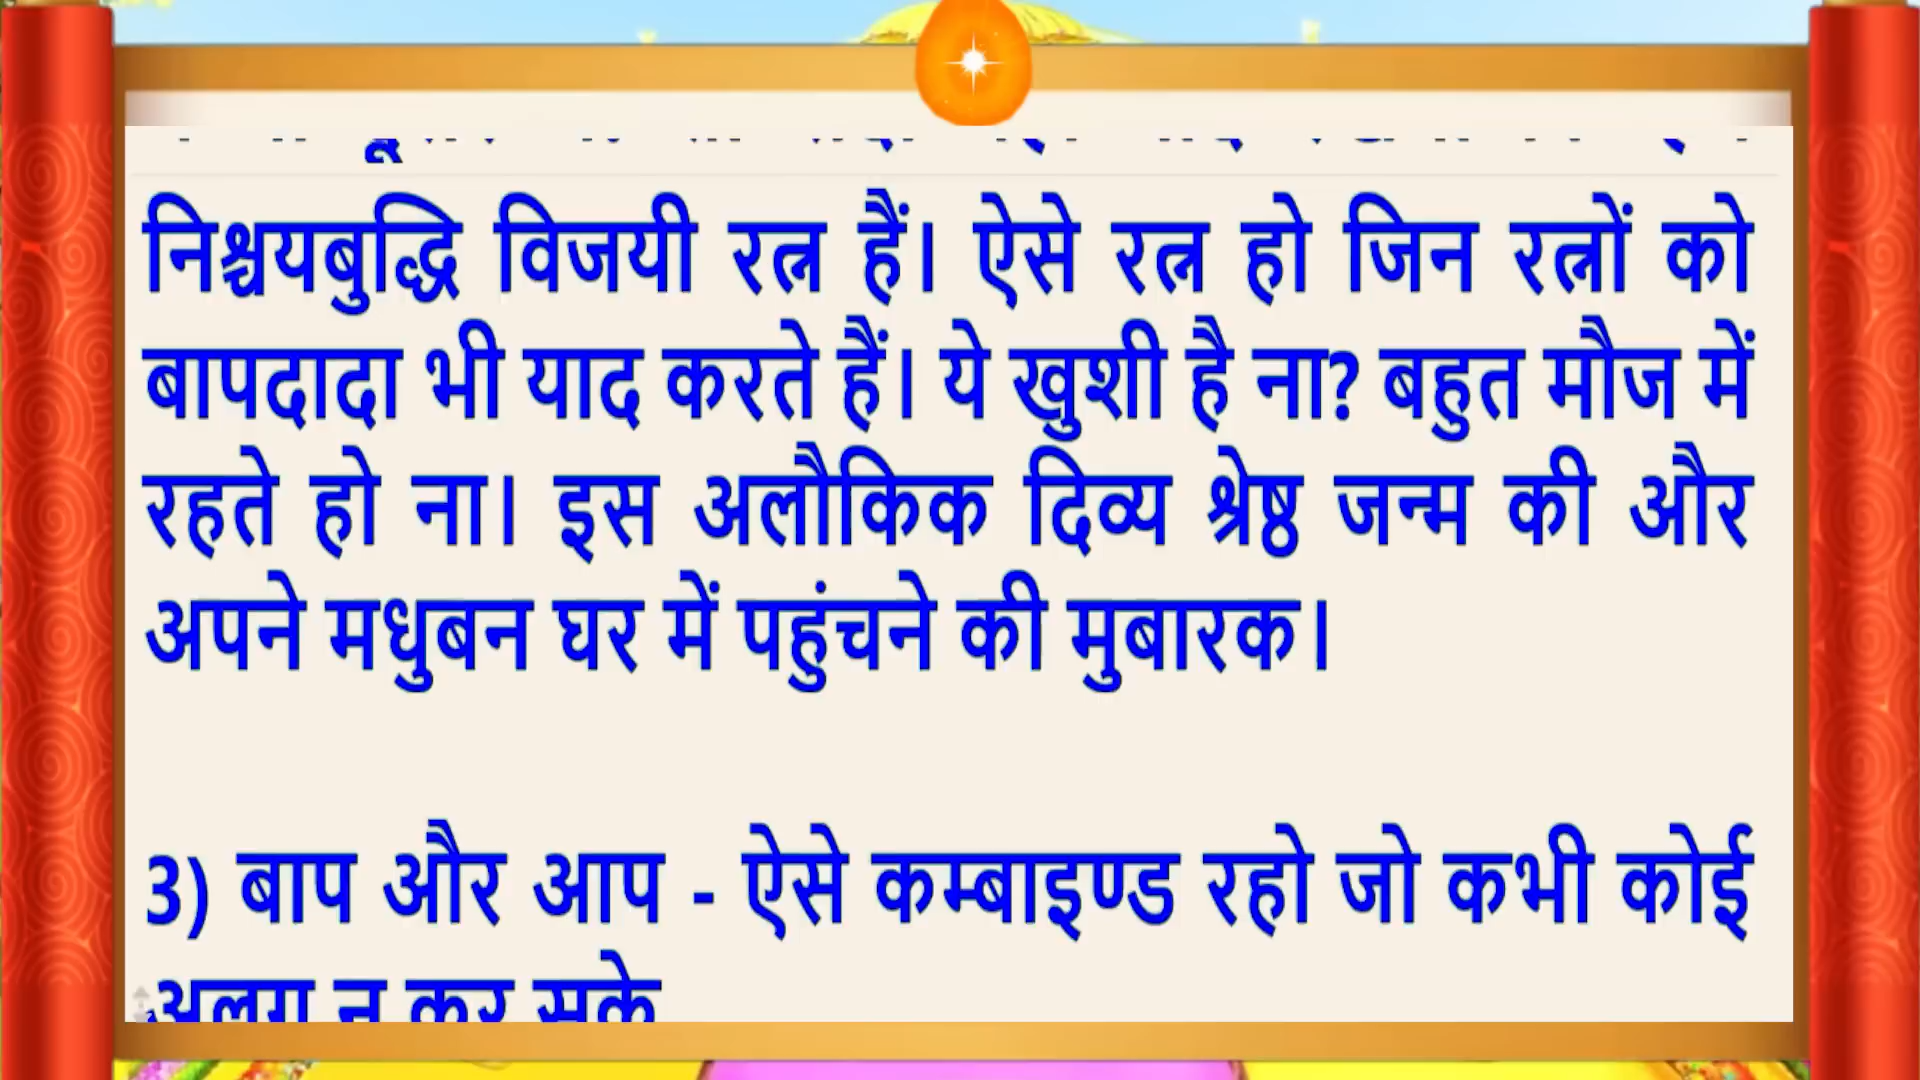 निश्चयबुद्धि विजयी रत्न हैं। ऐसे रत्न हो जिन रत्नों को
बापदादा भी याद करते हैं। ये खुशी है ना? बहुत मौज में
रहते हो ना। इस अलौकिक दिव्य श्रेष्ठ जन्म की और
अपने मधुबन घर में पहुंचने की मुबारक।
3) बाप और आप - ऐसे कम्बाइण्ड रहो जो कभी कोई
अलग न कर सके